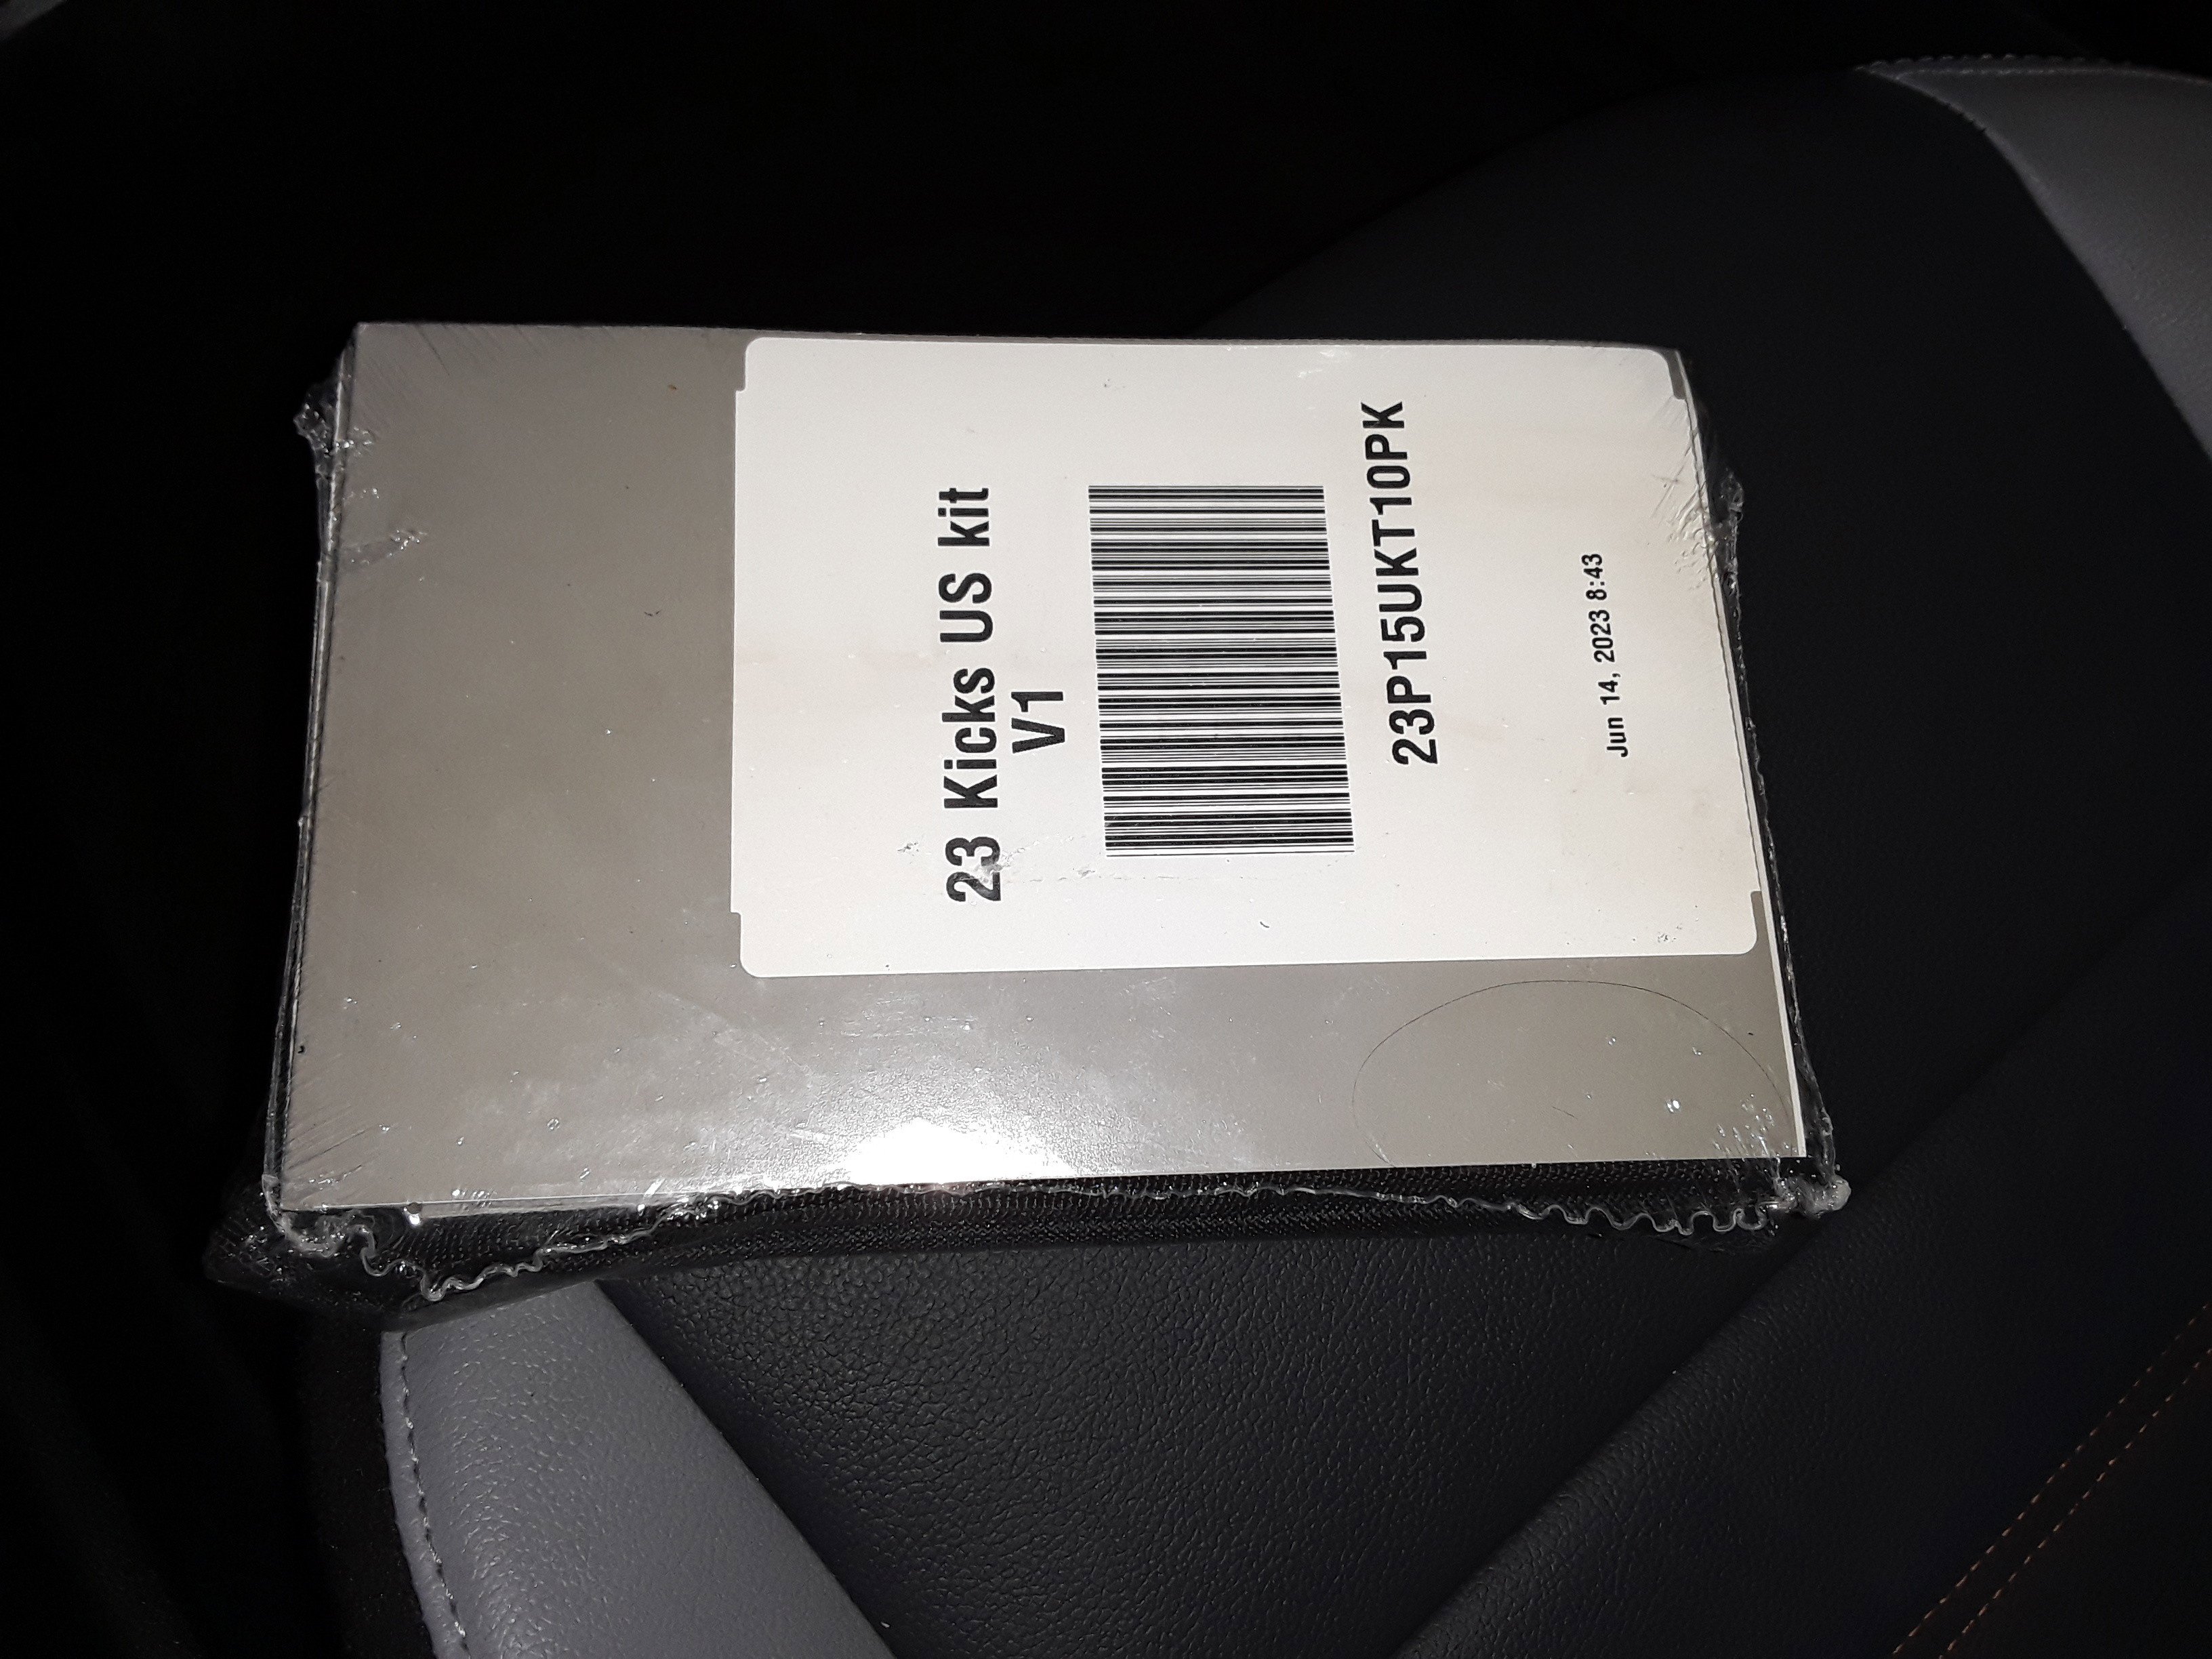 23 Kicks US kit
V1
23P15UKT10PK
Jun 14, 2023 8:43